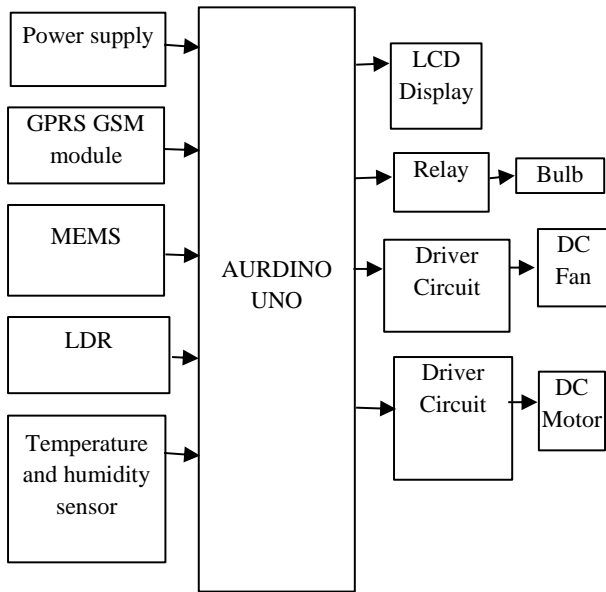 Power supply
GPRS GSM
module
MEMS
LDR
Temperature
and humidity
sensor
AURDINO
UNO
LCD
Display
Relay
Bulb
Driver
Circuit
DC
Fan
Driver
Circuit
DC
Motor